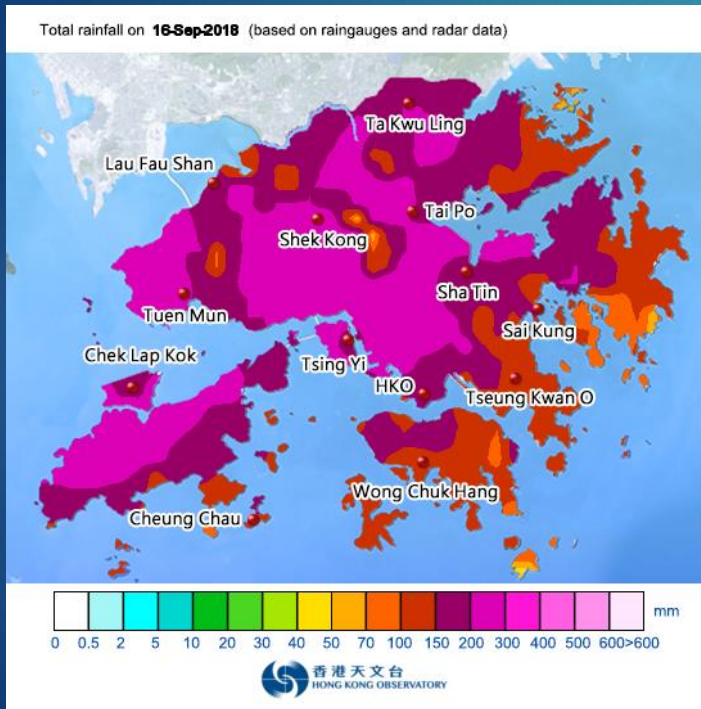 Total rainfall on 16-Sep-2018 (based on raingauges and radar data)
Ta Kwu Ling
Lau Fau Shan
Tai Po
Shek Kong
Sha Tin
Tuen Mun
Sai Kung
Chek Lap Kok
Tsing Yi
HKO
Tseung Kwan O
Wong Chuk Hang
Cheung Chau
mm
0 0.5 2 5 10 20 30 40 50 70 100 150 200 300 400 500 600>600
香港天文台
HONG KONG OBSERVATORY